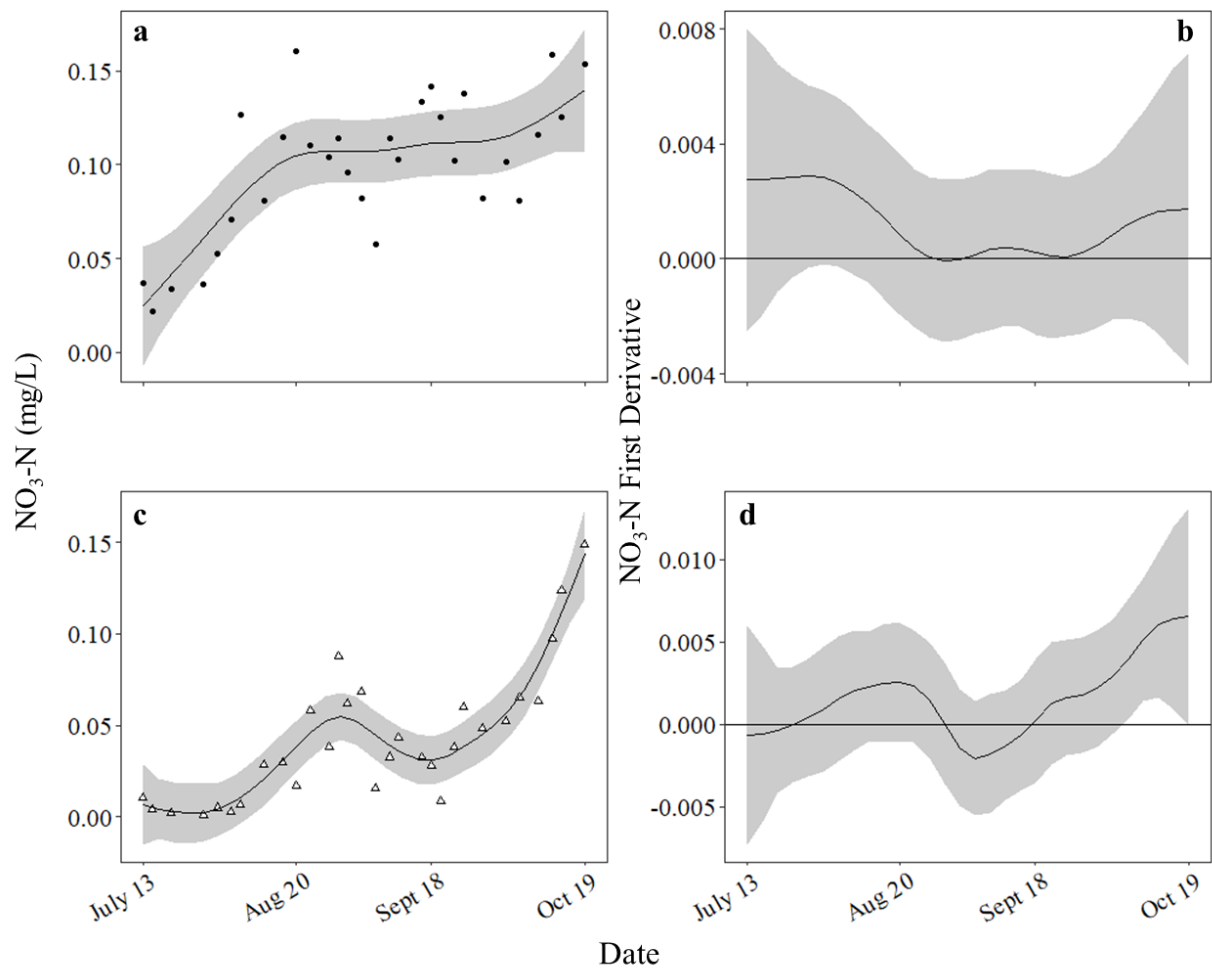 a
0.15
0.10
0.05
0.00
b
0.008
0.004
0.000
-0.004
NO₃-N (mg/L)
NO₃-N First Derivative
c
0.15
0.10
0.05
0.00
July 13
Aug 20
Sept 18
Oct 19
d
0.010
0.005
0.000
-0.005
July 13
Aug 20
Sept 18
Oct 19
Date